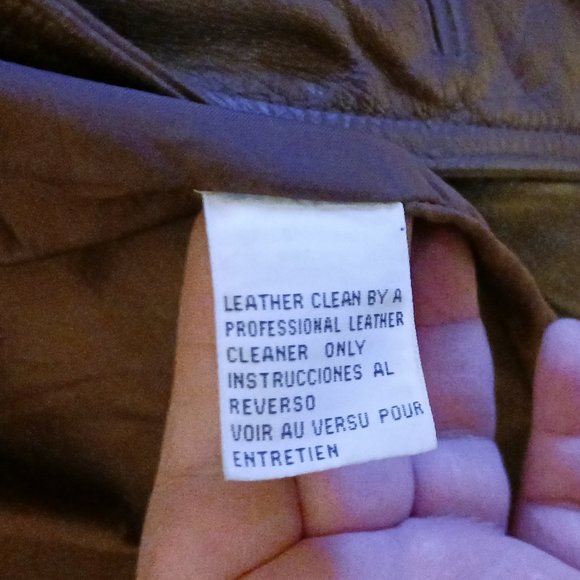 LEATHER CLEAN BY A
PROFESSIONAL LEATHER
CLEANER ONLY
INSTRUCCIONES AL
REVERSO
VOIR AU VERSU POUR
ENTRETIEN